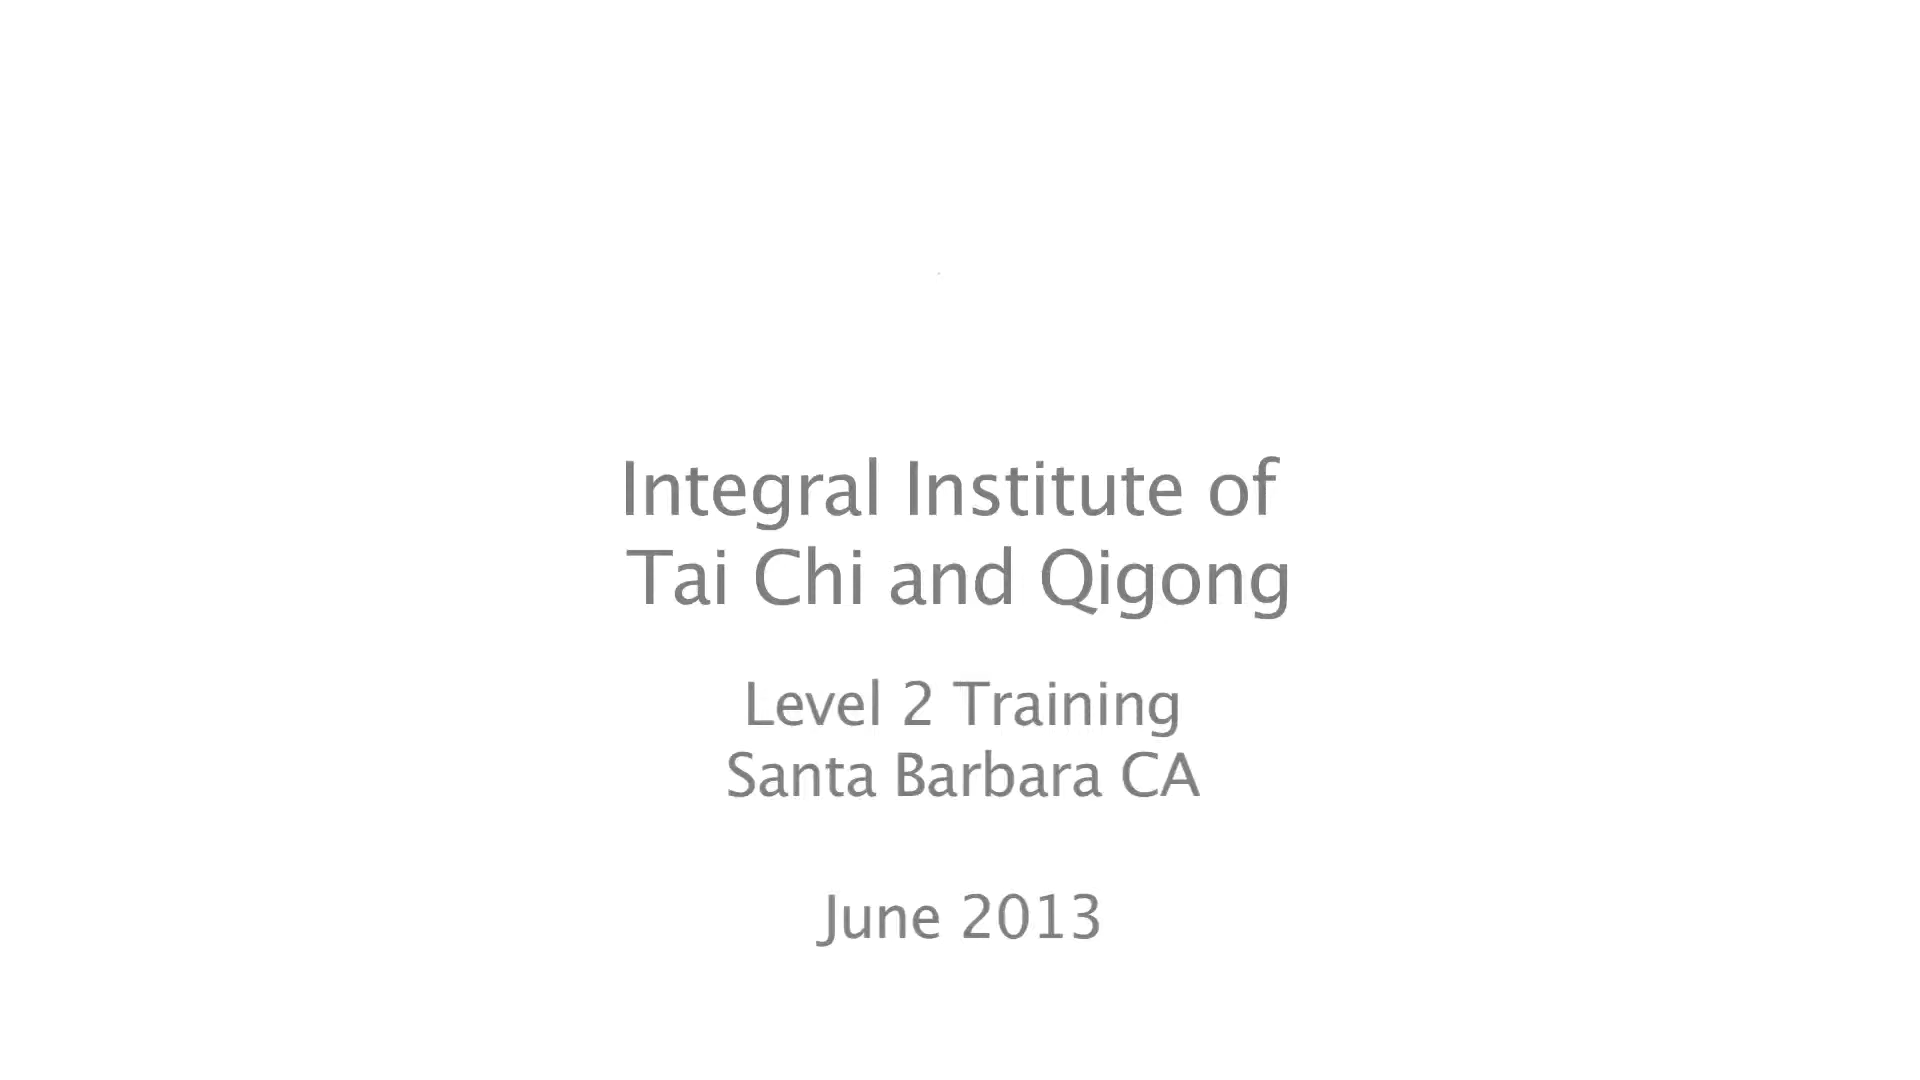 Integral Institute of
Tai Chi and Qigong
Level 2 Training
Santa Barbara CA
June 2013